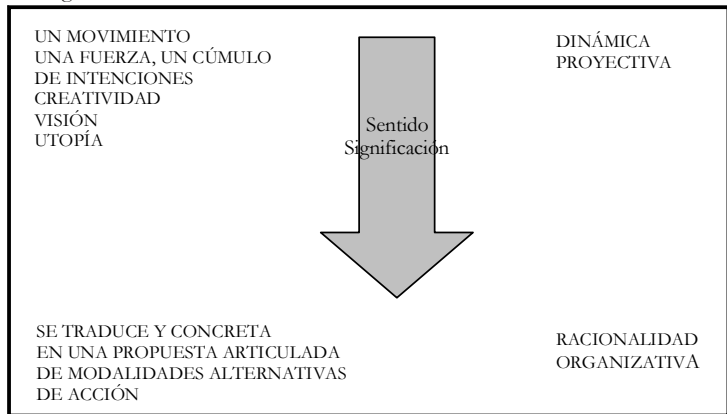 UN MOVIMIENTO
UNA FUERZA, UN CÚMULO
DE INTENCIONES
CREATIVIDAD
VISIÓN
UTOPÍA
DINÁMICA
PROYECTIVA
Sentido
Significación
SE TRADUCE Y CONCRETA
EN UNA PROPUESTA ARTICULADA
DE MODALIDADES ALTERNATIVAS
DE ACCIÓN
RACIONALIDAD
ORGANIZATIVA